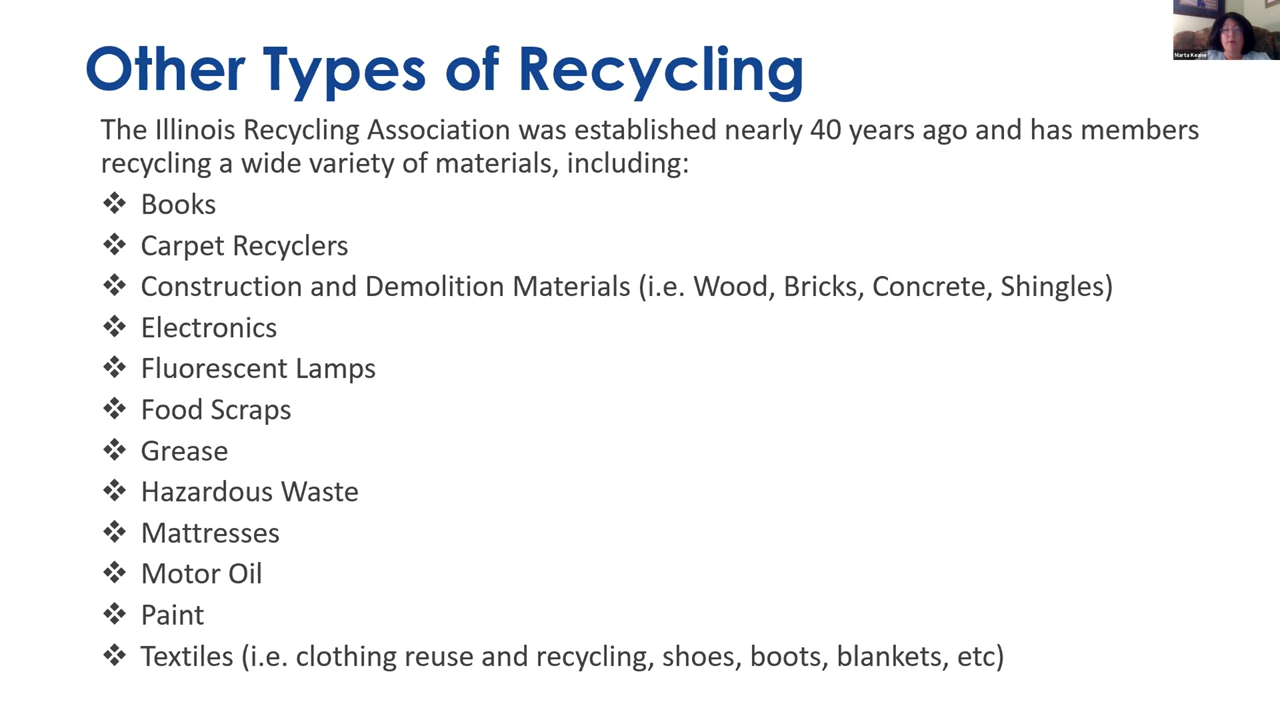 Other Types of Recycling
Marta Keane
The Illinois Recycling Association was established nearly 40 years ago and has members
recycling a wide variety of materials, including:
❖ Books
❖ Carpet Recyclers
❖ Construction and Demolition Materials (i.e. Wood, Bricks, Concrete, Shingles)
❖ Electronics
❖ Fluorescent Lamps
❖ Food Scraps
❖ Grease
❖ Hazardous Waste
❖ Mattresses
❖ Motor Oil
❖ Paint
❖ Textiles (i.e. clothing reuse and recycling, shoes, boots, blankets, etc)